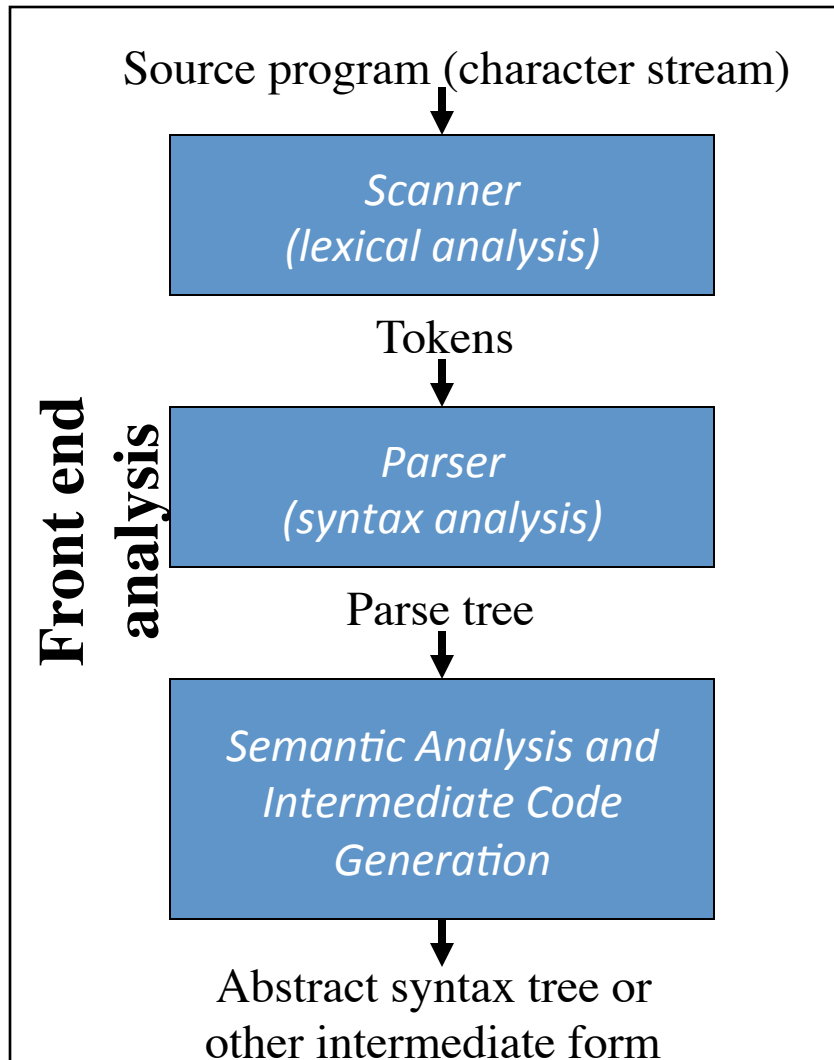 Source program (character stream)
Scanner
(lexical analysis)
Tokens
Front end
analysis
Parser
(syntax analysis)
Parse tree
Semantic Analysis and
Intermediate Code
Generation
Abstract syntax tree or
other intermediate form